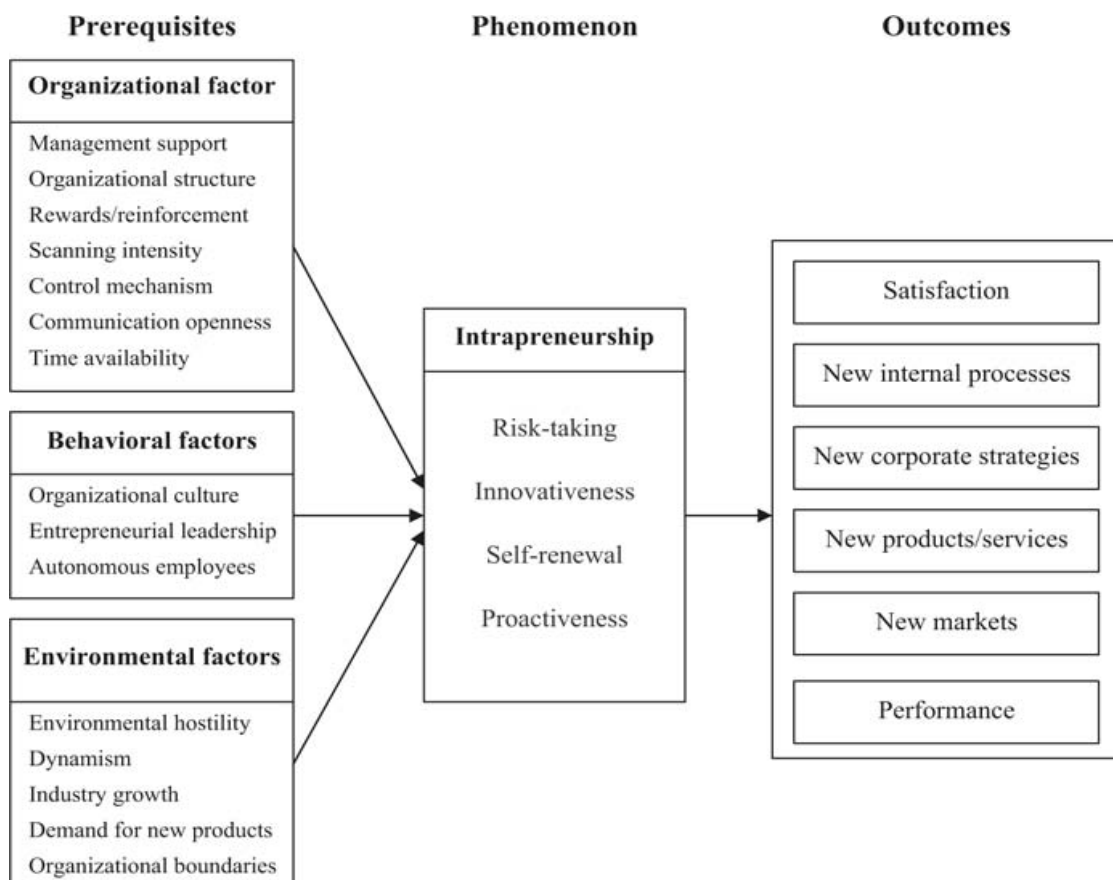 Prerequisites
Organizational factor
Management support
Organizational structure
Rewards/reinforcement
Scanning intensity
Control mechanism
Communication openness
Time availability
Behavioral factors
Organizational culture
Entrepreneurial leadership
Autonomous employees
Environmental factors
Environmental hostility
Dynamism
Industry growth
Demand for new products
Organizational boundaries
Phenomenon
Intrapreneurship
Risk-taking
Innovativeness
Self-renewal
Proactiveness
Outcomes
Satisfaction
New internal processes
New corporate strategies
New products/services
New markets
Performance